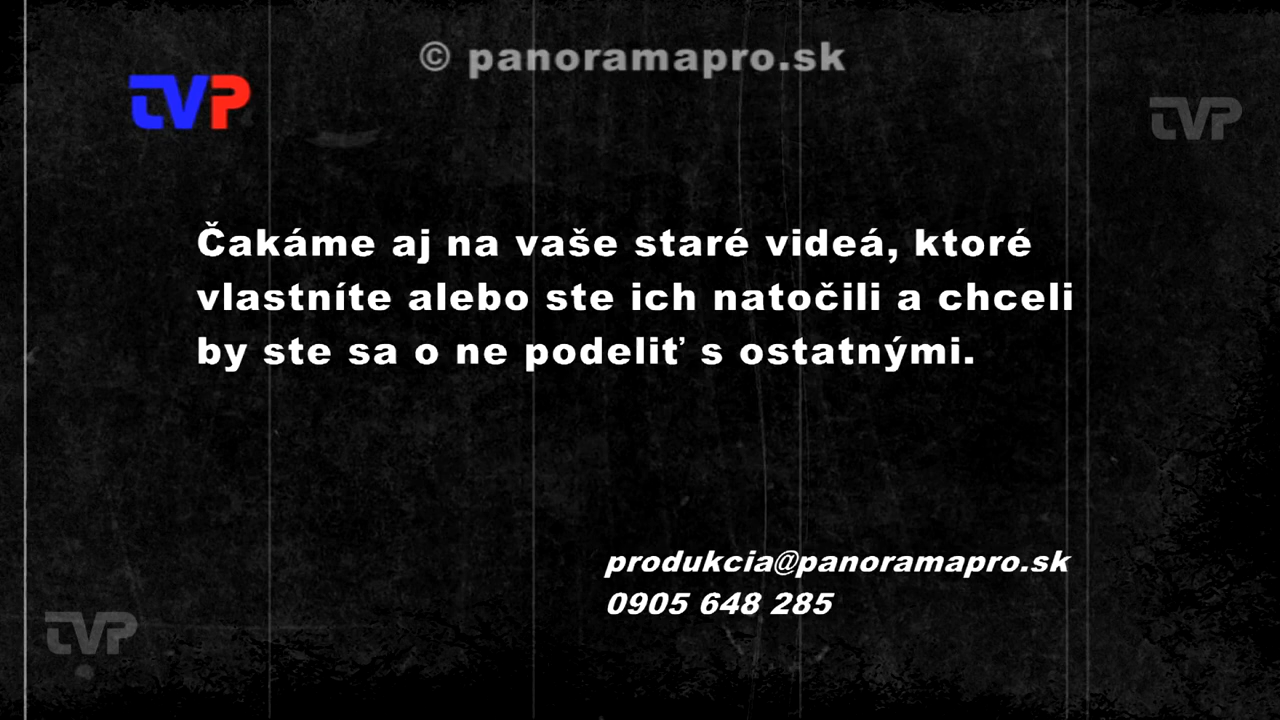 © panoramapro.sk
TVP
TVP
Čakáme aj na vaše staré videá, ktoré
vlastníte alebo ste ich natočili a chceli
by ste sa o ne podeliť s ostatnými.
produkcia@panoramapro.sk
0905 648 285
TVP